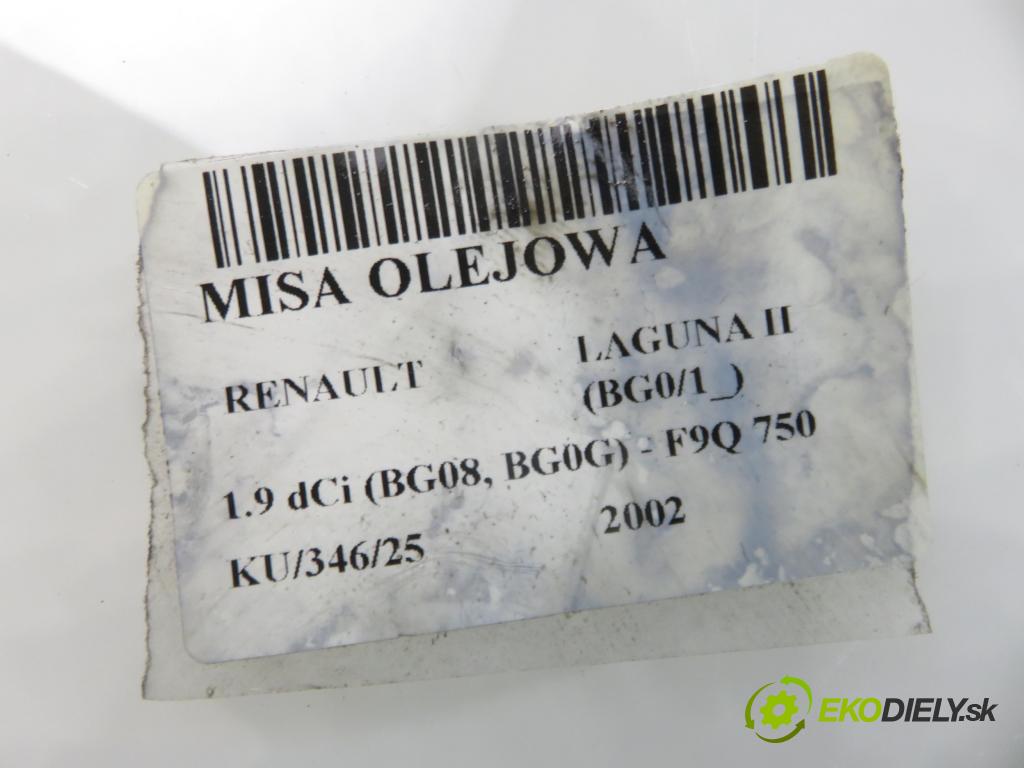 MISA OLEJOWA
RENAULT LAGUNA II
(BG0/1_)
1.9 dCi (BG08, BG0G) - F9Q 750
KU/346/25 2002
EKODIELY.sk